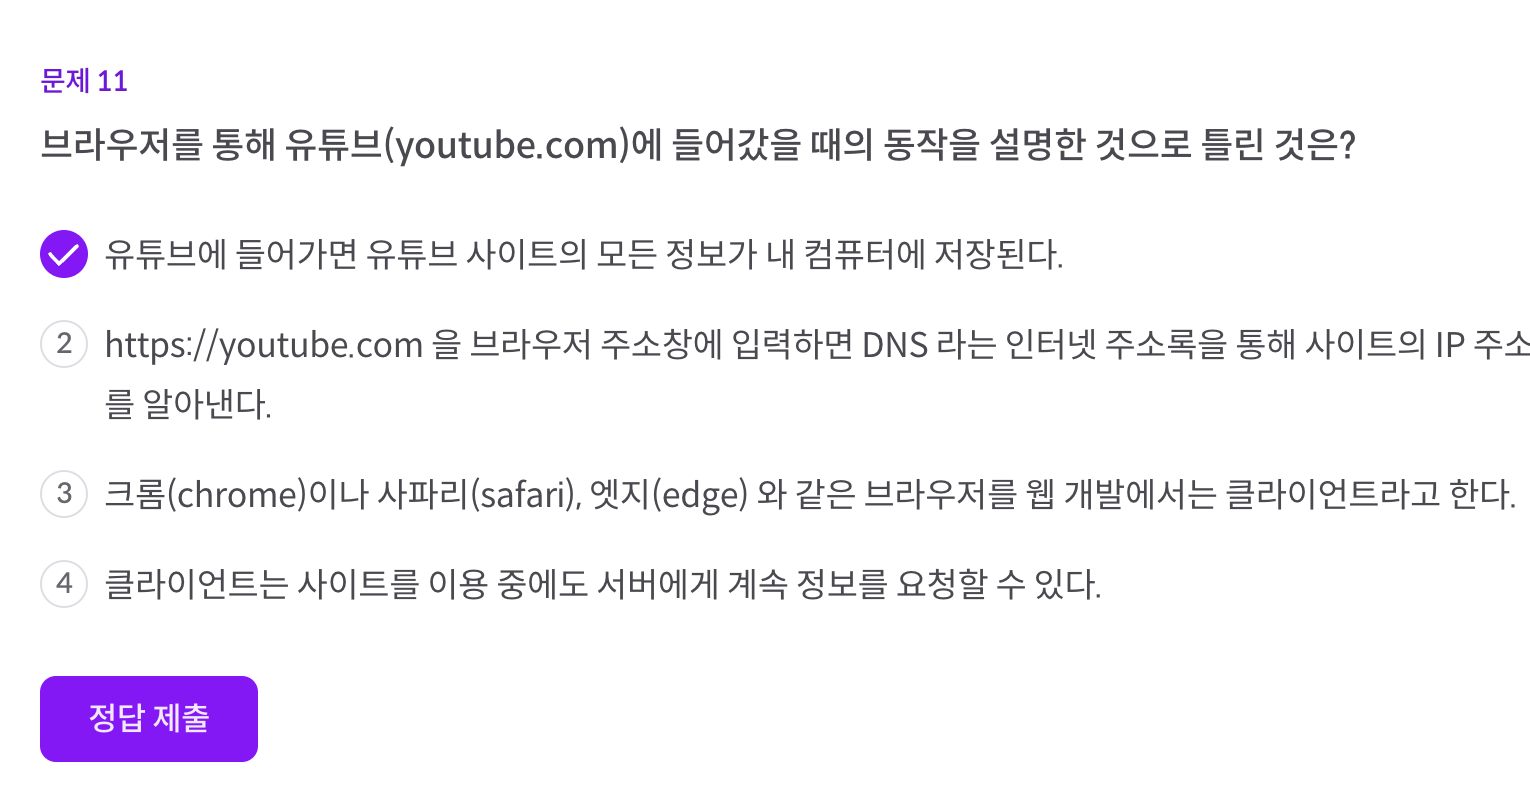 문제 11
브라우저를 통해 유튜브(youtube.com)에 들어갔을 때의 동작을 설명한 것으로 틀린 것은?
유튜브에 들어가면 유튜브 사이트의 모든 정보가 내 컴퓨터에 저장된다.
2 https://youtube.com 을 브라우저 주소창에 입력하면 DNS 라는 인터넷 주소록을 통해 사이트의 IP 주소
를 알아낸다.
3 크롬(chrome)이나 사파리(safari), 엣지(edge) 와 같은 브라우저를 웹 개발에서는 클라이언트라고 한다.
4 클라이언트는 사이트를 이용 중에도 서버에게 계속 정보를 요청할 수 있다.
정답 제출